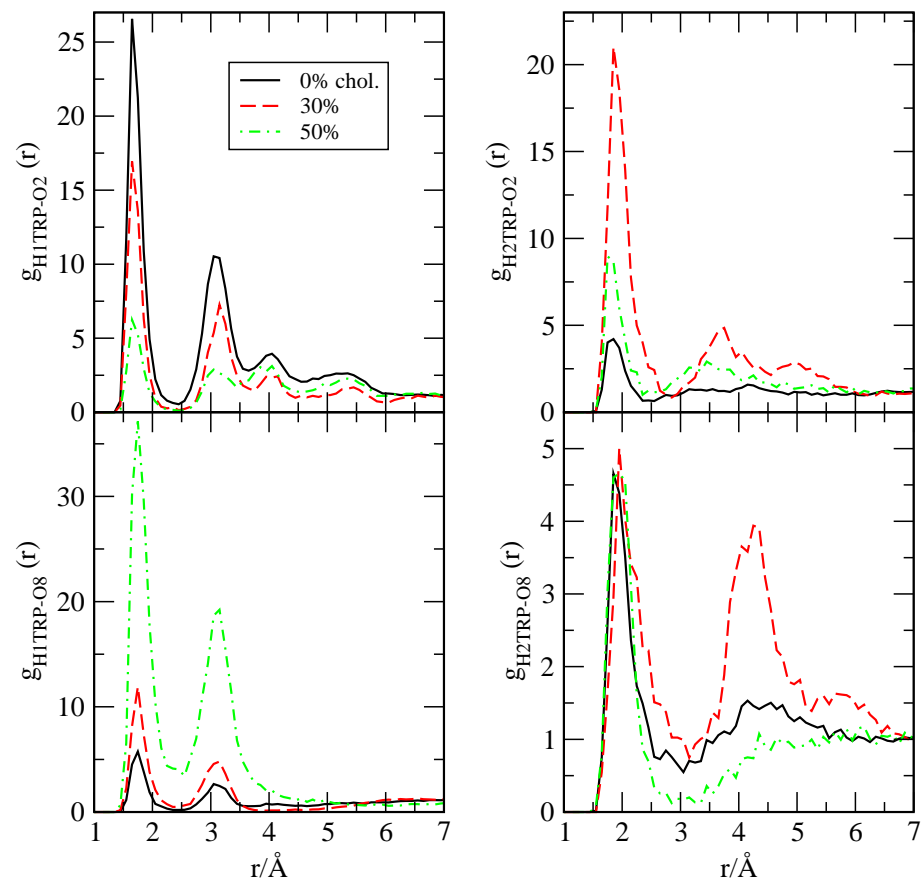 25
20
15
10
5
0
g_H1TRP-O2 (r)
0% chol.
30%
50%
20
15
10
5
0
g_H2TRP-O2 (r)
30
20
10
0
g_H1TRP-O8 (r)
1 2 3 4 5 6 7
r/Å
5
4
3
2
1
0
g_H2TRP-O8 (r)
1 2 3 4 5 6 7
r/Å